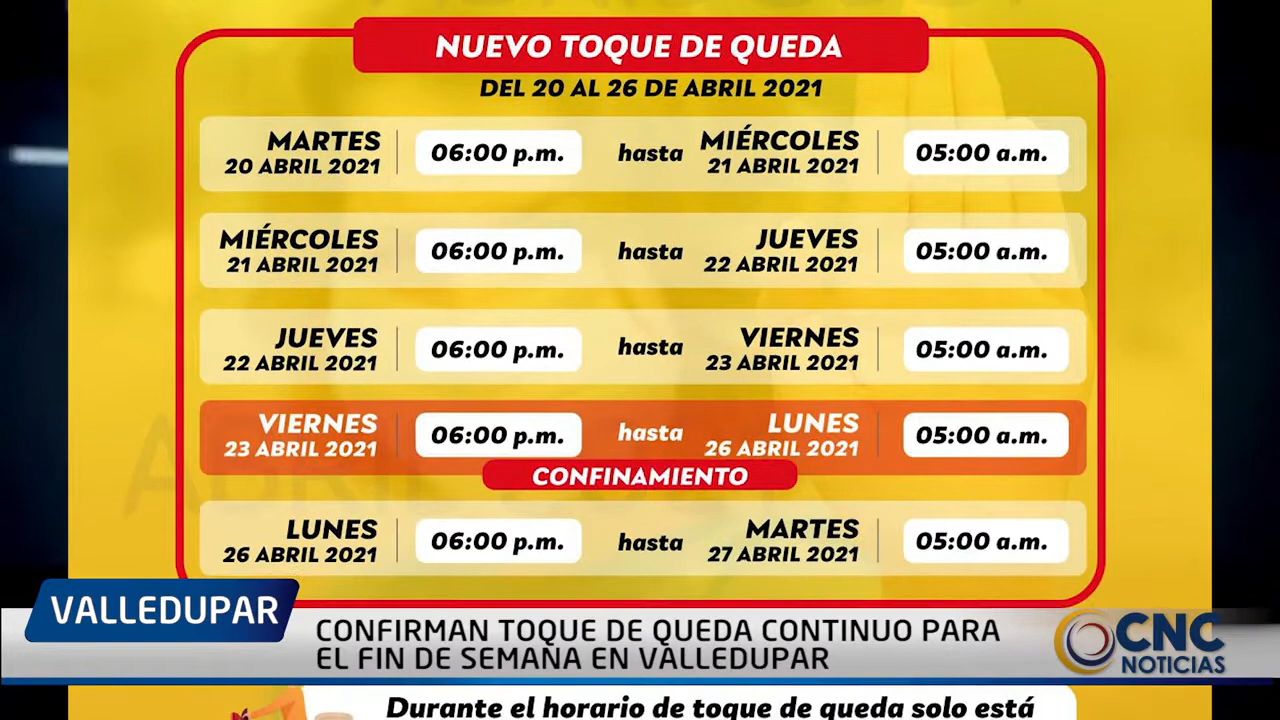 NUEVO TOQUE DE QUEDA
DEL 20 AL 26 DE ABRIL 2021
MARTES
20 ABRIL 2021
06:00 p.m.
hasta
MIÉRCOLES
21 ABRIL 2021
05:00 a.m.
MIÉRCOLES
21 ABRIL 2021
06:00 p.m.
hasta
JUEVES
22 ABRIL 2021
05:00 a.m.
JUEVES
22 ABRIL 2021
06:00 p.m.
hasta
VIERNES
23 ABRIL 2021
05:00 a.m.
VIERNES
23 ABRIL 2021
06:00 p.m.
hasta
LUNES
26 ABRIL 2021
05:00 a.m.
CONFINAMIENTO
LUNES
26 ABRIL 2021
06:00 p.m.
hasta
MARTES
27 ABRIL 2021
05:00 a.m.
VALLEDUPAR
CONFIRMAN TOQUE DE QUEDA CONTINUO PARA
EL FIN DE SEMANA EN VALLEDUPAR
CNC
NOTICIAS
Durante el horario de toque de queda solo está